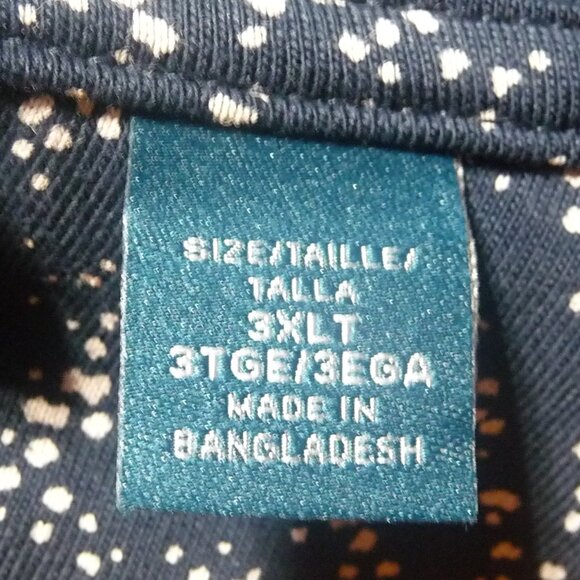 SIZE/TAILLE/
TALLA
3XLT
3TGE/3EGA
MADE IN
BANGLADESH